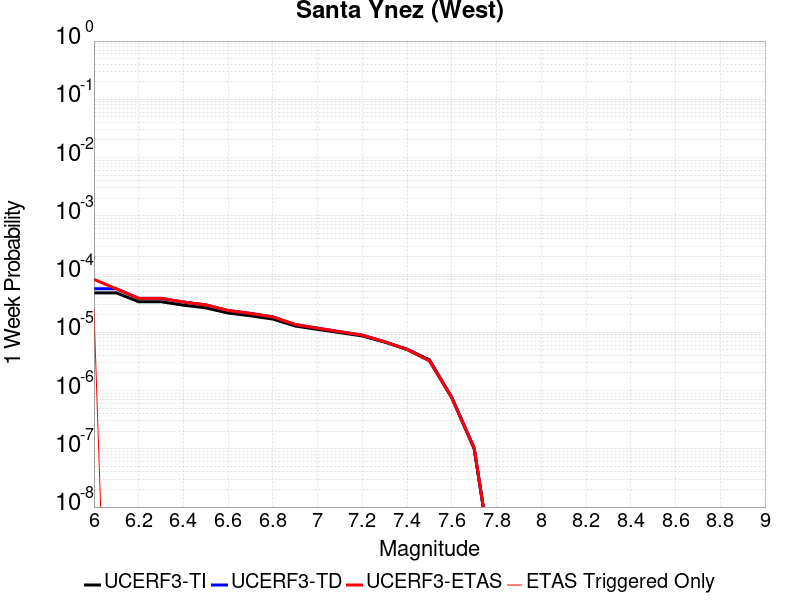 Santa Ynez (West)
10^0
10^-1
10^-2
10^-3
10^-4
10^-5
10^-6
10^-7
10^-8
1 Week Probability
6 6.2 6.4 6.6 6.8 7 7.2 7.4 7.6 7.8 8 8.2 8.4 8.6 8.8 9
Magnitude
UCERF3-TI UCERF3-TD UCERF3-ETAS ETAS Triggered Only